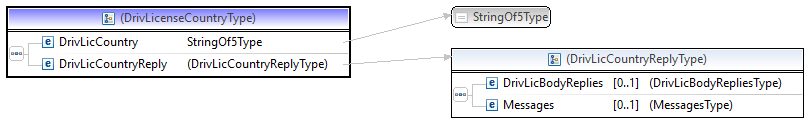 (DrivLicenseCountryType)
DrivLicCountry StringOf5Type
DrivLicCountryReply (DrivLicCountryReplyType)
StringOf5Type
(DrivLicCountryReplyType)
DrivLicBodyReplies [0..1] (DrivLicBodyRepliesType)
Messages [0..1] (MessagesType)